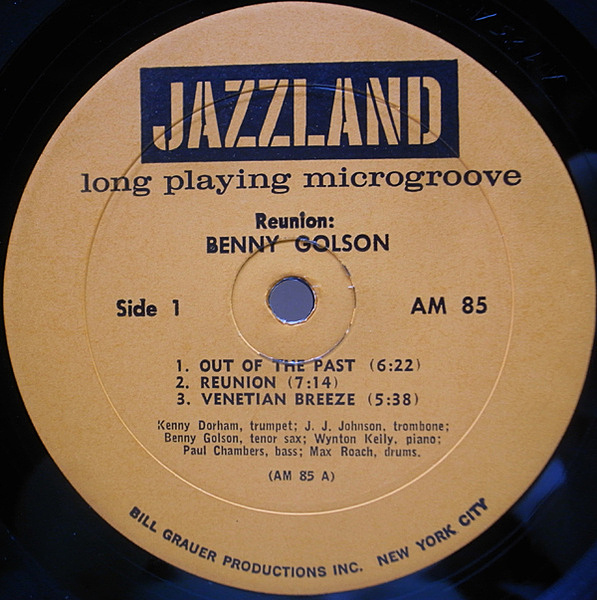 JAZZLAND
long playing microgroove
Reunion:
BENNY GOLSON
Side 1
AM 85
1. OUT OF THE PAST (6:22)
2. REUNION (7:14)
3. VENETIAN BREEZE (5:38)
Kenny Dorham, trumpet; J. J. Johnson, trombone;
Benny Golson, tenor sax; Wynton Kelly, piano;
Paul Chambers, bass; Max Roach, drums.
(AM 85 A)
BILL GRAUER PRODUCTIONS INC. NEW YORK CITY